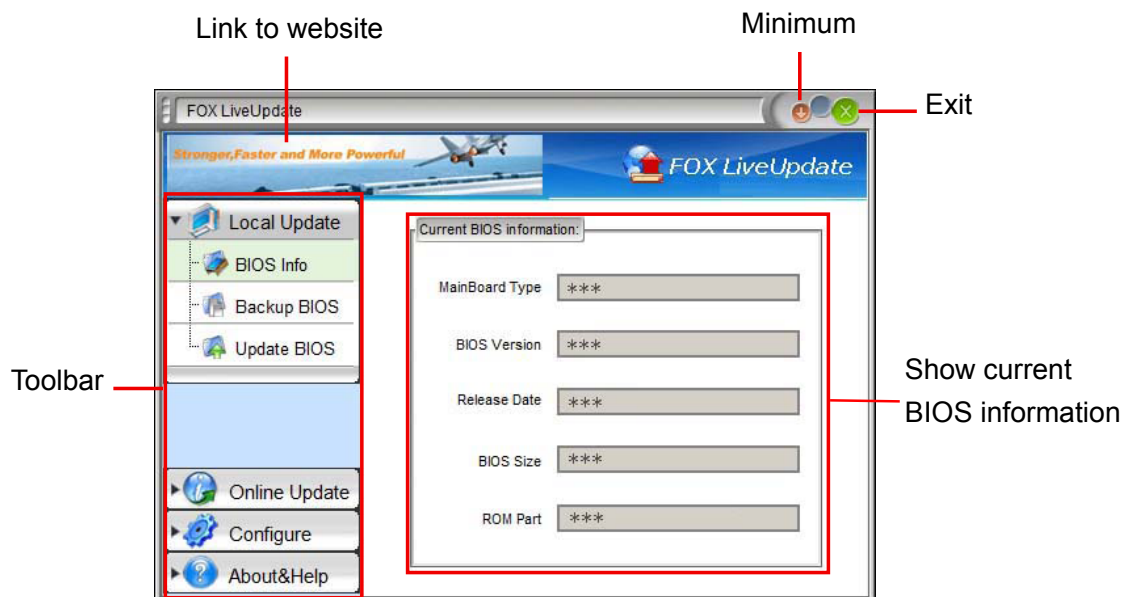 Link to website
Minimum
Exit
FOX LiveUpdate
Stronger,Faster and More Powerful
FOX LiveUpdate
Local Update
BIOS Info
Backup BIOS
Update BIOS
Toolbar
Online Update
Configure
About&Help
Current BIOS information:
MainBoard Type ***
BIOS Version ***
Release Date ***
BIOS Size ***
ROM Part ***
Show current
BIOS information